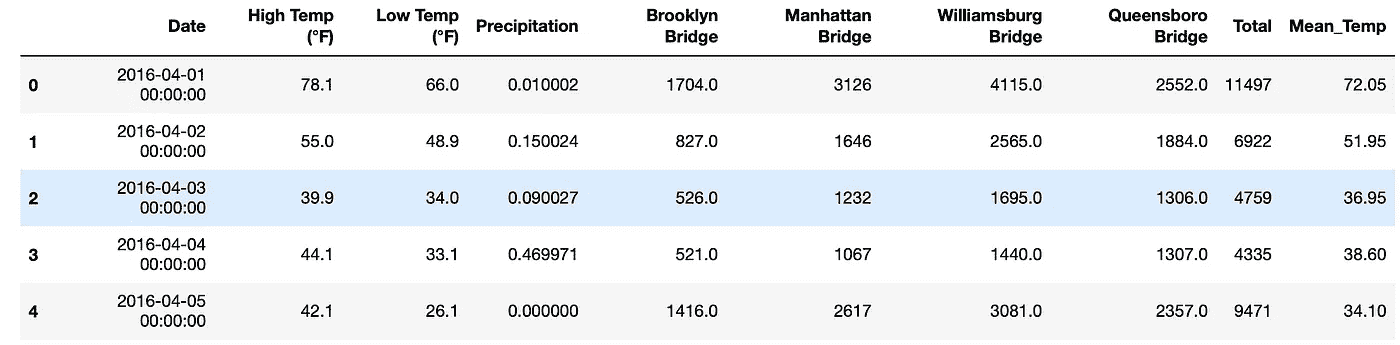 Date High Temp (°F) Low Temp (°F) Precipitation Brooklyn Bridge Manhattan Bridge Williamsburg Bridge Queensboro Bridge Total Mean_Temp
0 2016-04-01 00:00:00 78.1 66.0 0.010002 1704.0 3126 4115.0 2552.0 11497 72.05
1 2016-04-02 00:00:00 55.0 48.9 0.150024 827.0 1646 2565.0 1884.0 6922 51.95
2 2016-04-03 00:00:00 39.9 34.0 0.090027 526.0 1232 1695.0 1306.0 4759 36.95
3 2016-04-04 00:00:00 44.1 33.1 0.469971 521.0 1067 1440.0 1307.0 4335 38.60
4 2016-04-05 00:00:00 42.1 26.1 0.000000 1416.0 2617 3081.0 2357.0 9471 34.10